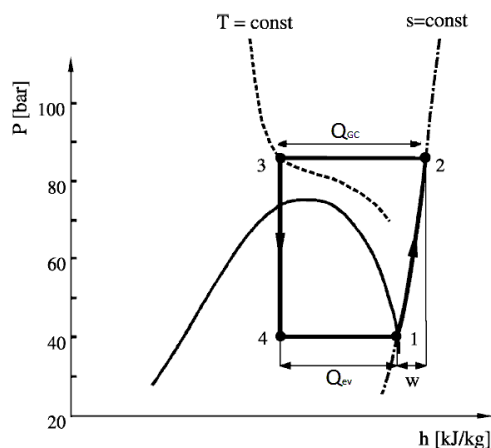 T = const
s=const
P [bar]
100
80
60
40
20
Q_GC
3
2
4
1
Q_ev
w
h [kJ/kg]